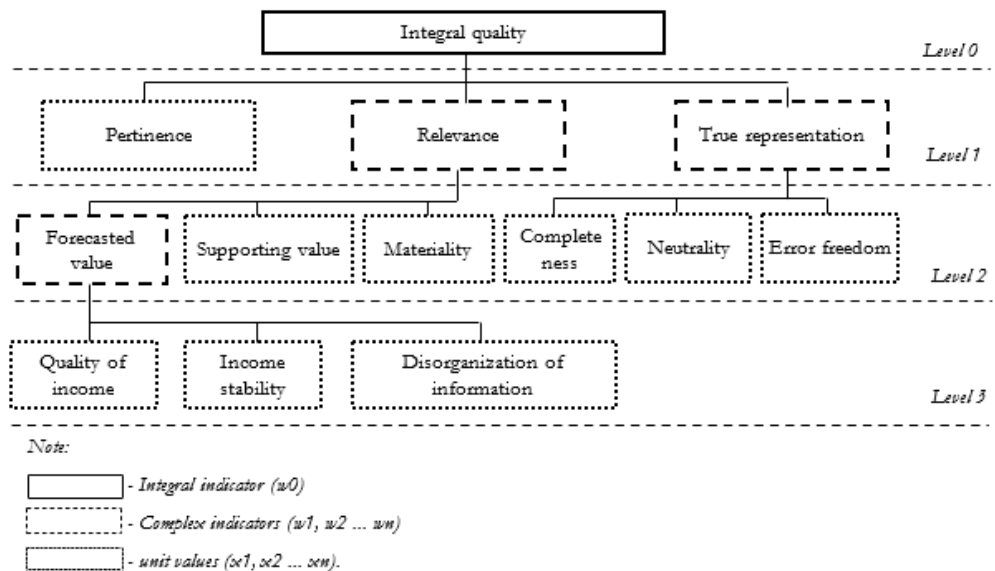 Integral quality
Level 0
Pertinence
Relevance
True representation
Level 1
Forecasted
value
Supporting value
Materiality
Complete
ness
Neutrality
Error freedom
Level 2
Quality of
income
Income
stability
Disorganization of
information
Level 3
Note:
- Integral indicator (w0)
- Complex indicators (w1, w2 ... wn)
- unit values (x1, x2 ... xn).